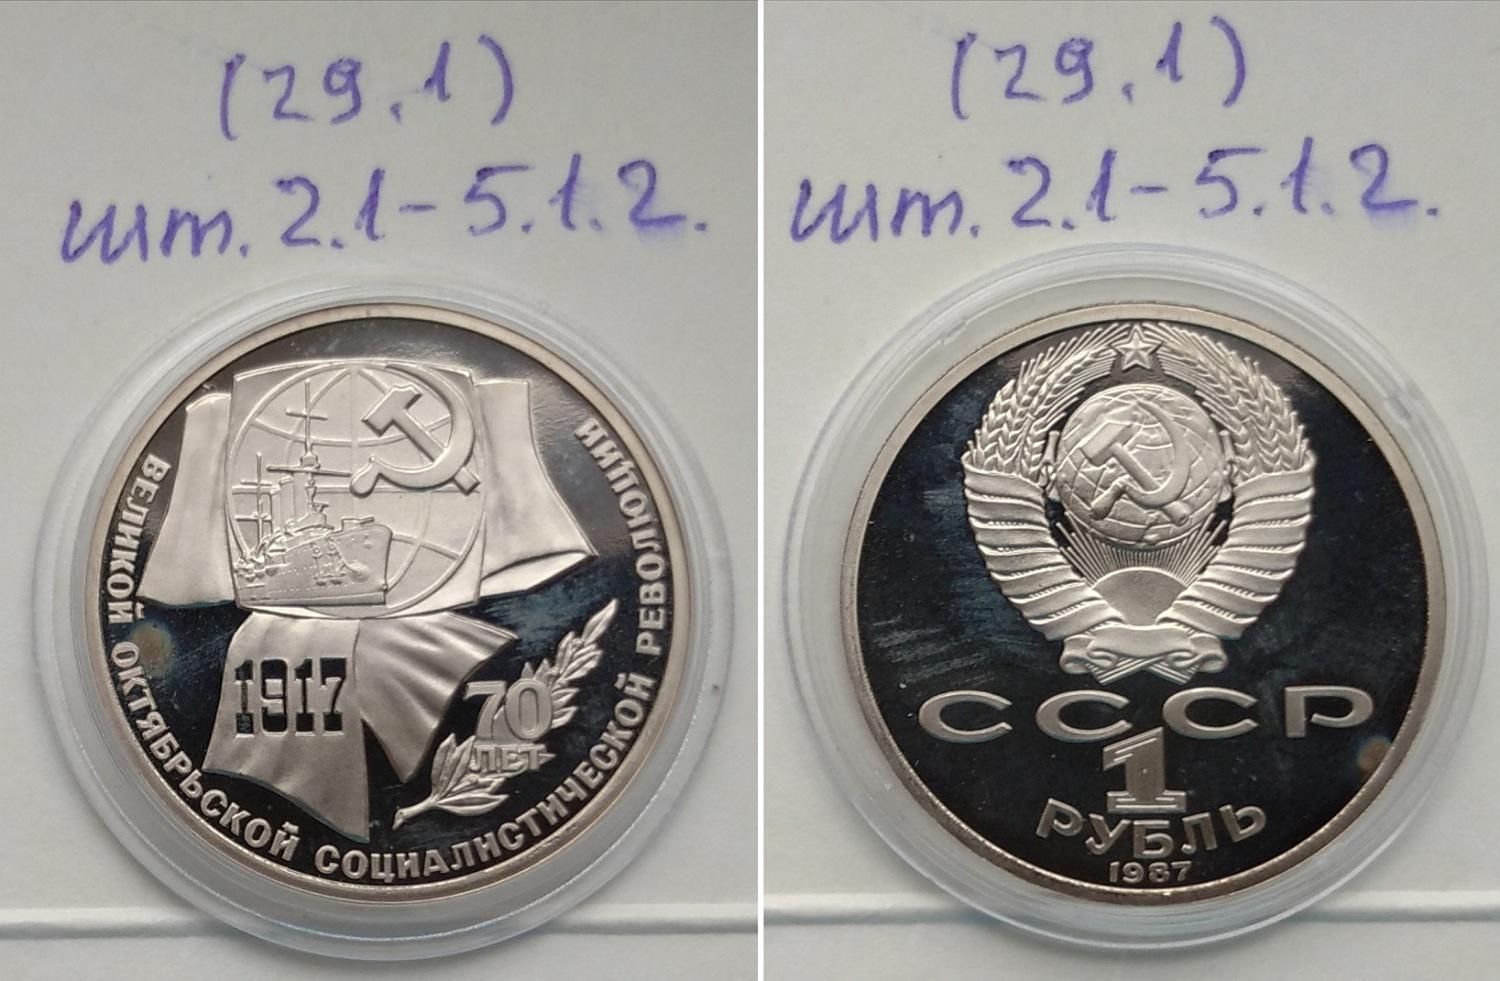 (29.1)
шт. 2.1-5.1.2.
ВЕЛИКОЙ ОКТЯБРЬСКОЙ СОЦИАЛИСТИЧЕСКОЙ РЕВОЛЮЦИИ
1917
70
ЛЕТ
(29.1)
шт. 2.1-5.1.2.
СССР
1
РУБЛЬ
1987